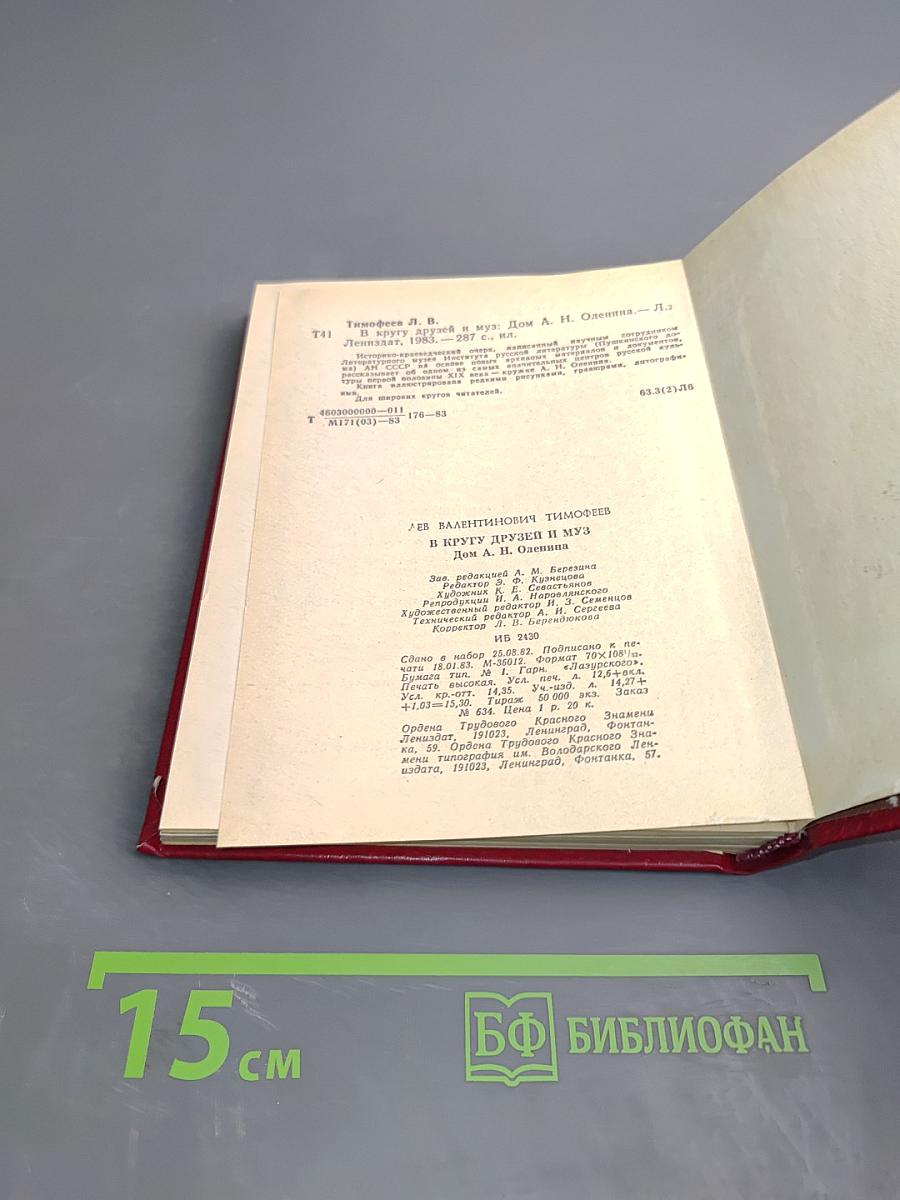 Тимофеев Л. В.
Т41 В кругу друзей и муз: Дом А. Н. Оленина.— Л.:
Лениздат, 1983.—287 с., ил.
Историко-краеведческий очерк, написанный научным сотрудником
Литературного музея Института русской литературы (Пушкинского до-
ма) АН СССР на основе новых архивных материалов и документов,
рассказывает об одном из самых значительных центров русской куль-
туры первой половины XIX века — кружке А. Н. Оленина.
Книга иллюстрирована редкими рисунками, гравюрами, литографи-
ями.
Для широких кругов читателей.
Т 4603000000—011
М171(03)—83 176—83
63.3(2)Л6
ЛЕВ ВАЛЕНТИНОВИЧ ТИМОФЕЕВ
В КРУГУ ДРУЗЕЙ И МУЗ
Дом А. Н. Оленина
Зав. редакцией А. М. Березина
Редактор Э. Ф. Кузнецова
Художник К. Е. Севастьянов
Репродукции И. А. Наровлянского
Художественный редактор И. З. Семенцов
Технический редактор А. И. Сергеева
Корректор Л. В. Берендюкова
ИБ 2430
Сдано в набор 25.08.82. Подписано к пе-
чати 18.01.83. М-35012. Формат 70×108¹/₃₂.
Бумага тип. № 1. Гарн. «Лазурского».
Печать высокая. Усл. печ. л. 12,6+вкл.
Усл. кр.-отт. 14,35. Уч.-изд. л. 14,27+
+1,03=15,30. Тираж 50 000 экз. Заказ
№ 634. Цена 1 р. 20 к.
Ордена Трудового Красного Знамени
Лениздат, 191023, Ленинград, Фонтан-
ка, 59. Ордена Трудового Красного Зна-
мени типография им. Володарского Лен-
издата, 191023, Ленинград, Фонтанка, 57.
15 см
БФ БИБЛИОФАН